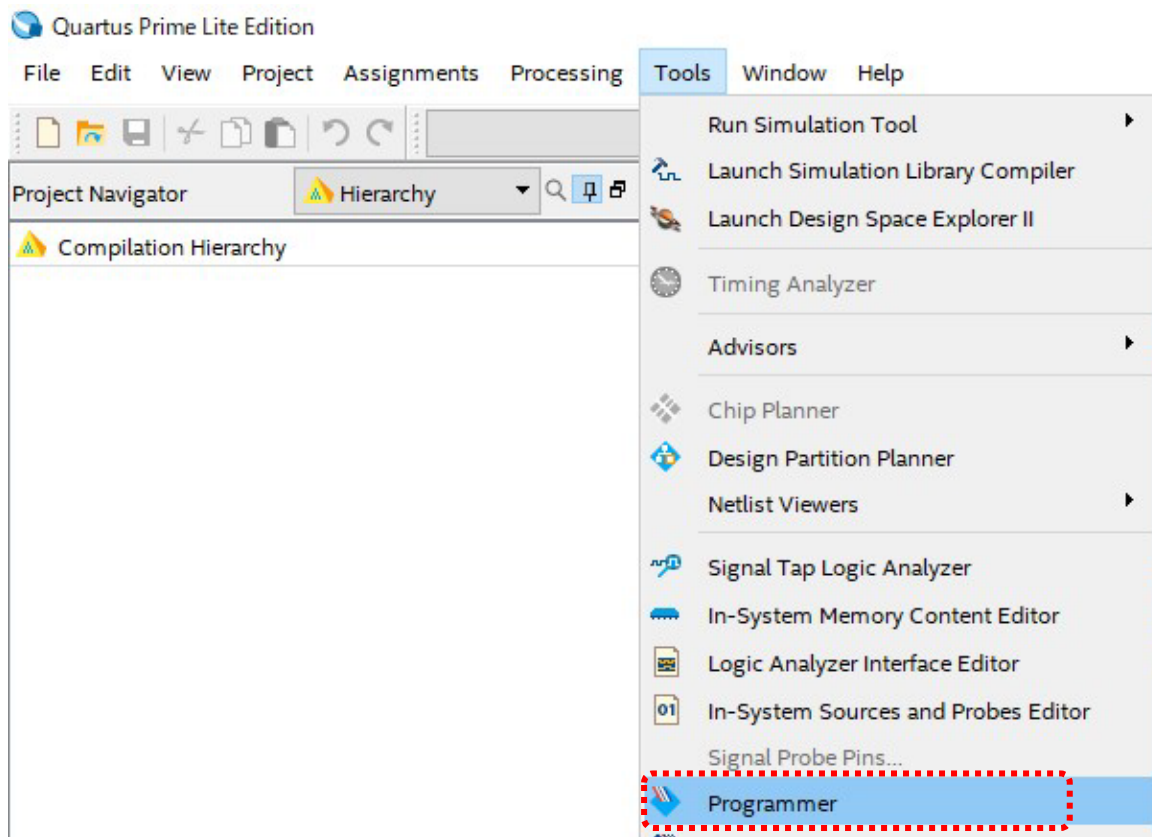 Quartus Prime Lite Edition
File Edit View Project Assignments Processing Tools Window Help
Project Navigator Hierarchy
Compilation Hierarchy
Run Simulation Tool
Launch Simulation Library Compiler
Launch Design Space Explorer II
Timing Analyzer
Advisors
Chip Planner
Design Partition Planner
Netlist Viewers
Signal Tap Logic Analyzer
In-System Memory Content Editor
Logic Analyzer Interface Editor
01 In-System Sources and Probes Editor
Signal Probe Pins...
Programmer